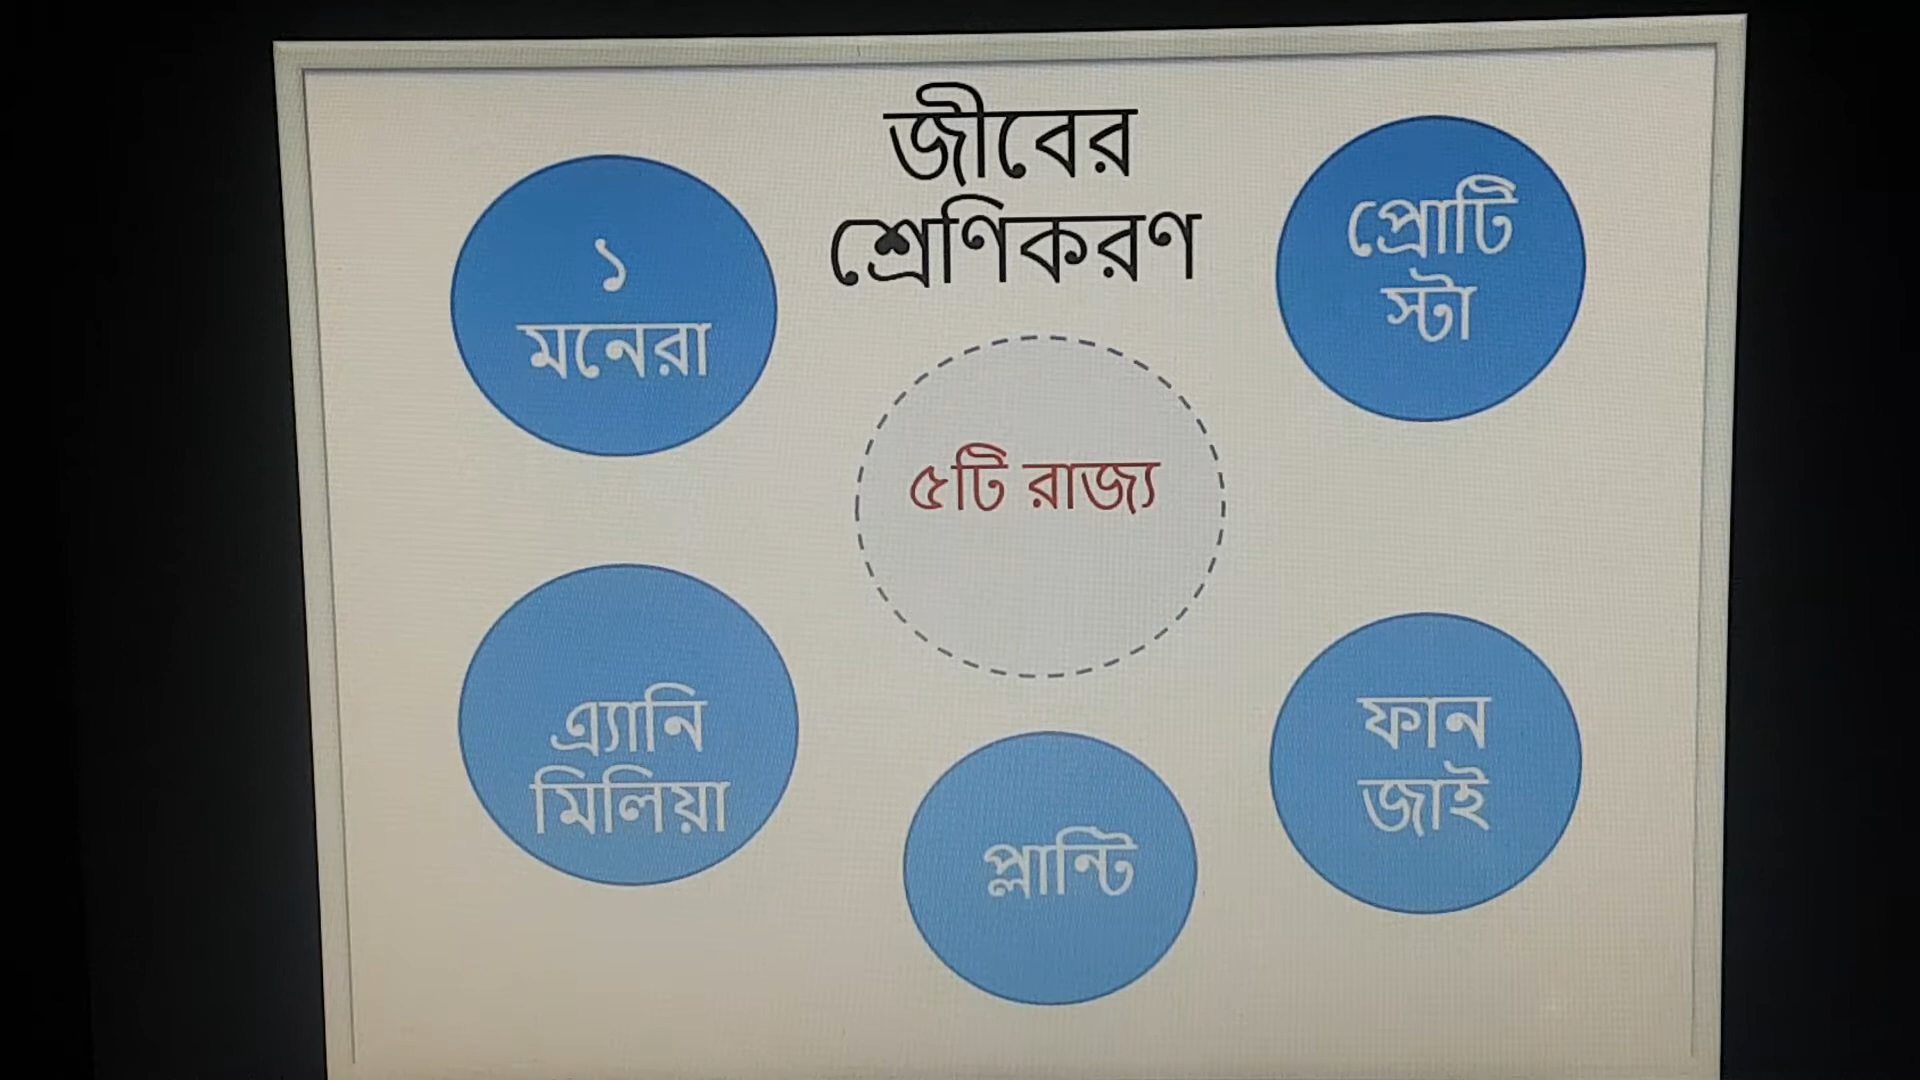 জীবের
শ্রেণিকরণ
১
মনেরা
প্রোটি
স্টা
৫টি রাজ্য
এ্যানি
মিলিয়া
প্লান্টি
ফান
জাই